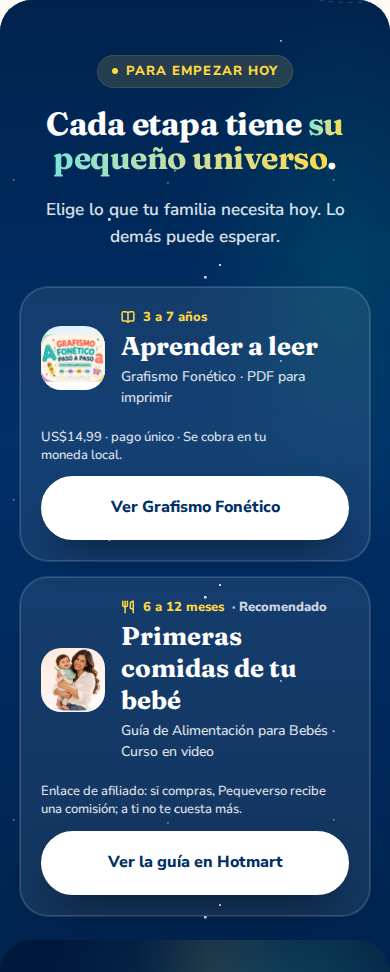 PARA EMPEZAR HOY
Cada etapa tiene su
pequeño universo.
Elige lo que tu familia necesita hoy. Lo
demás puede esperar.
3 a 7 años
GRAFISMO
FONÉTICO
PASO A PASO
Aprender a leer
Grafismo Fonético · PDF para
imprimir
US$14,99 · pago único · Se cobra en tu
moneda local.
Ver Grafismo Fonético
6 a 12 meses · Recomendado
Primeras
comidas de tu
bebé
Guía de Alimentación para Bebés ·
Curso en video
Enlace de afiliado: si compras, Pequeverso recibe
una comisión; a ti no te cuesta más.
Ver la guía en Hotmart